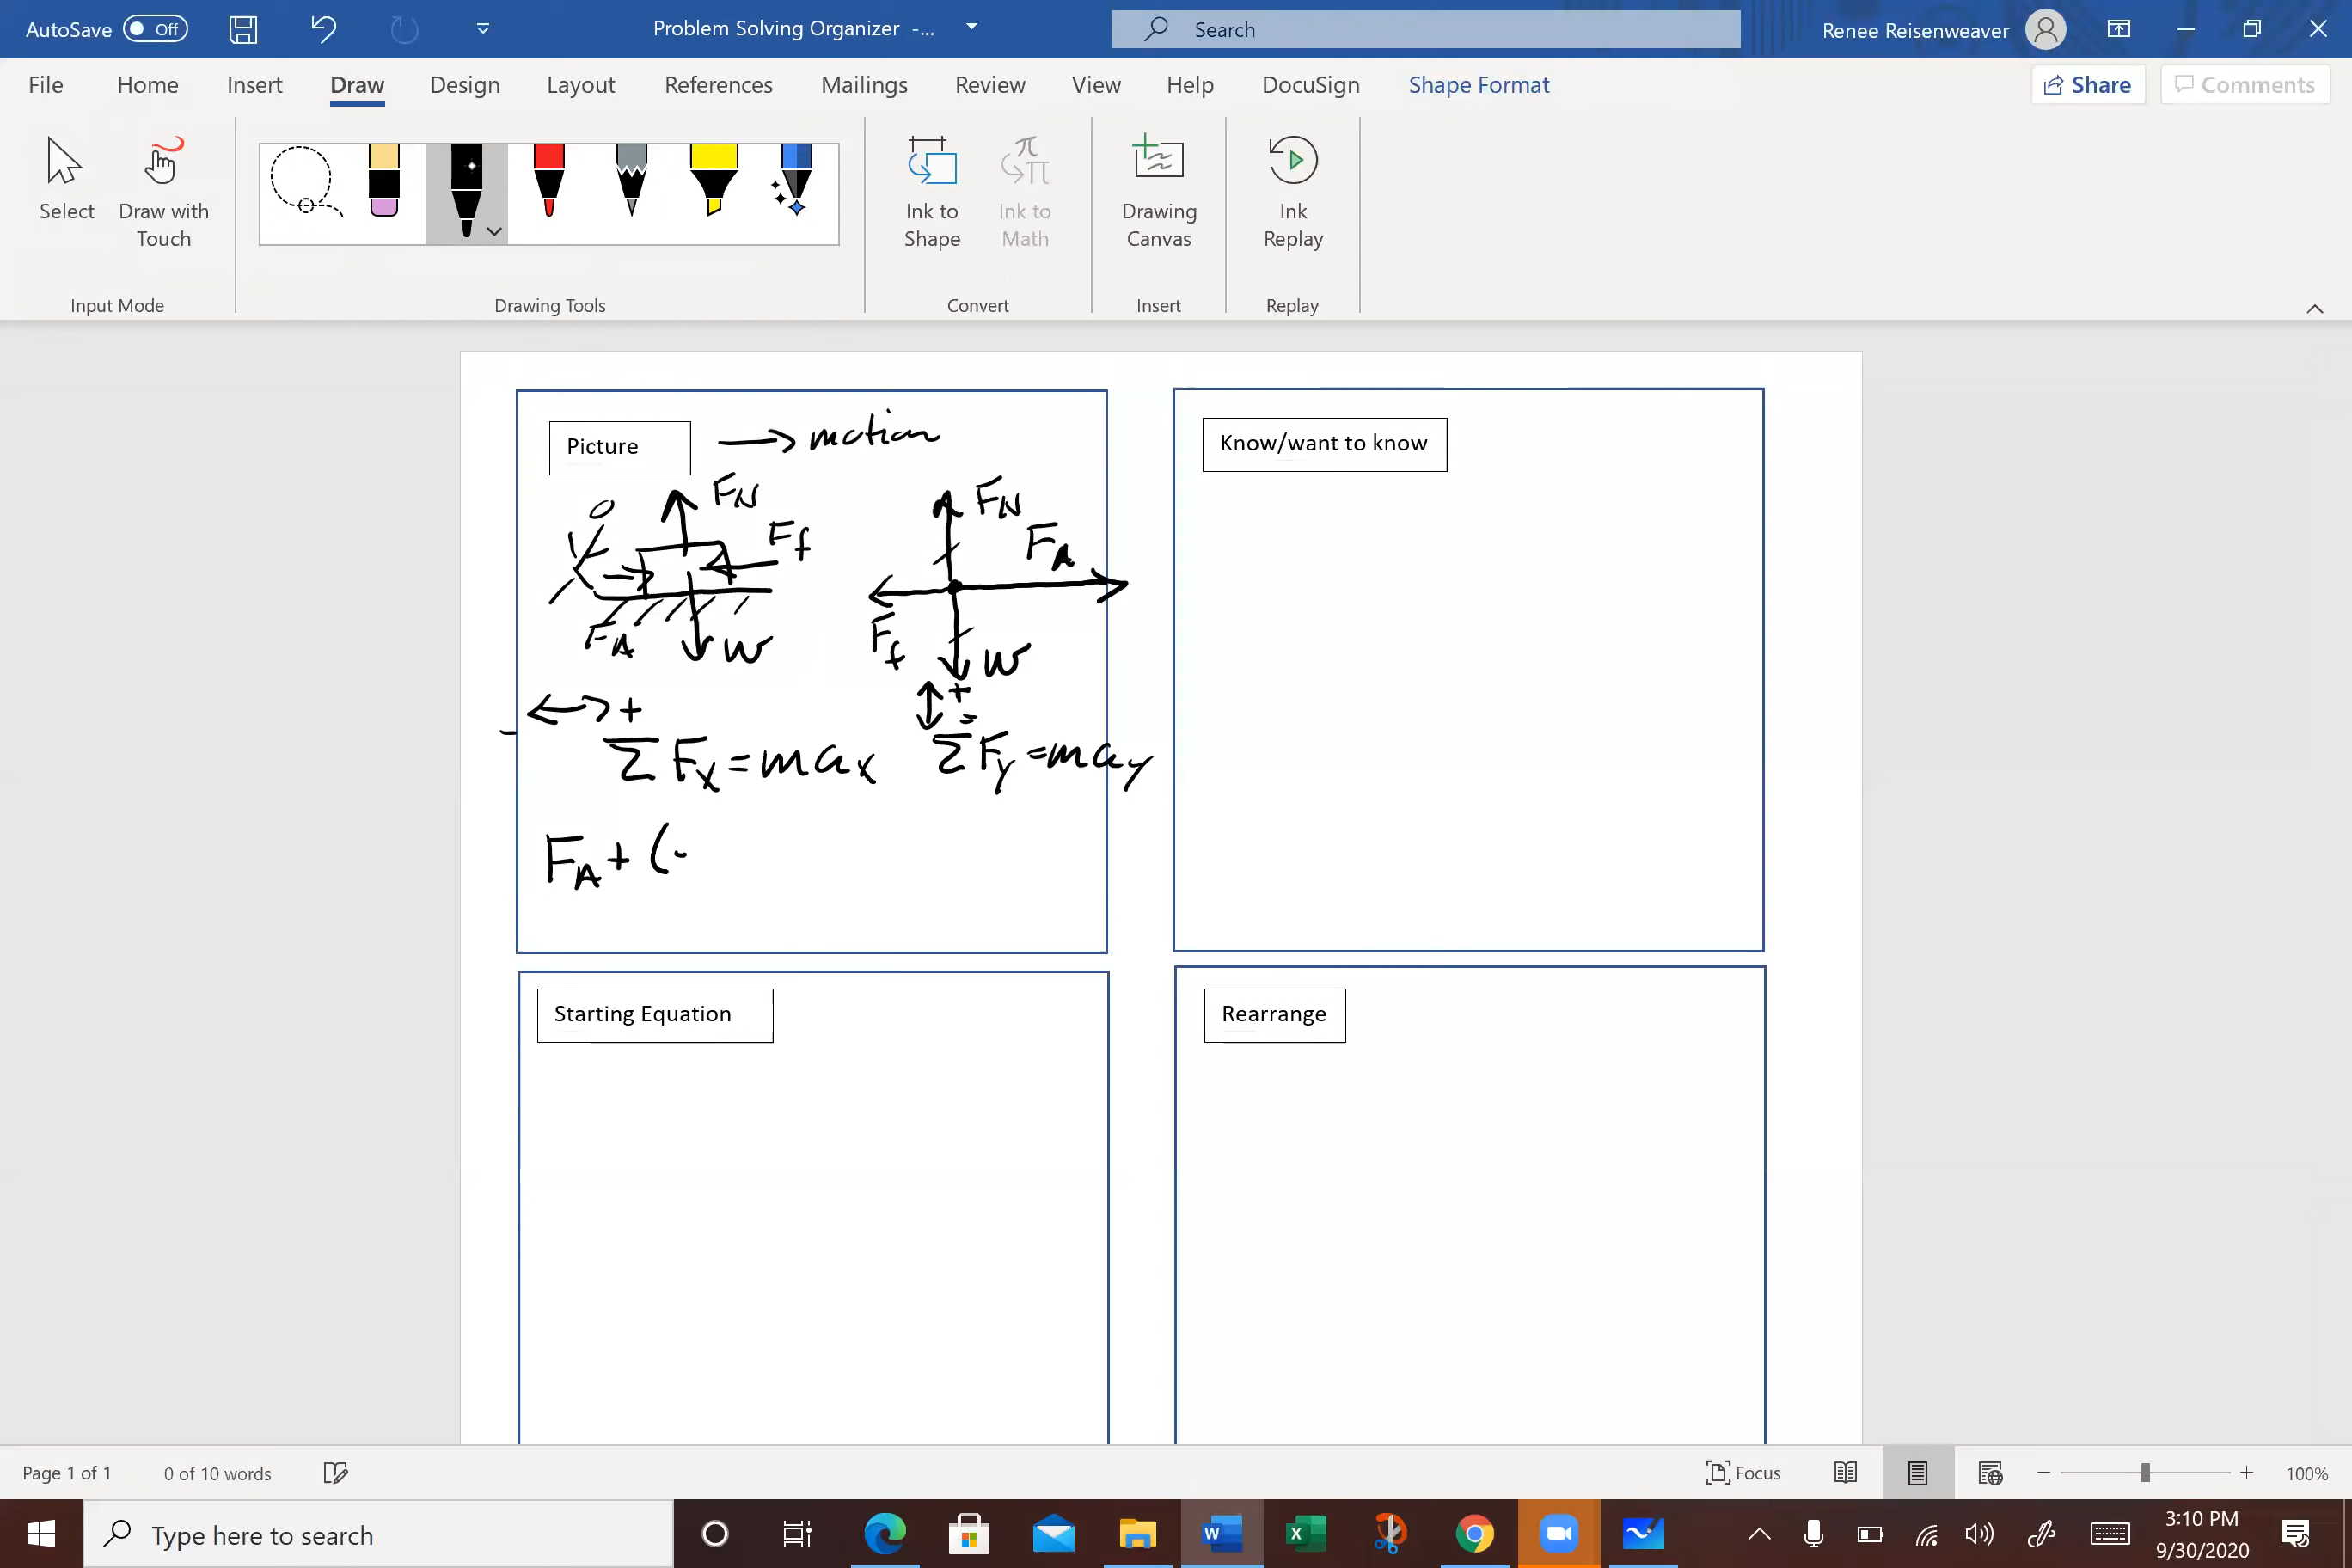 AutoSave Off Problem Solving Organizer -... Search Renee Reisenweaver
File Home Insert Draw Design Layout References Mailings Review View Help DocuSign Shape Format Share Comments
Select Draw with Touch Ink to Shape Ink to Math Drawing Canvas Ink Replay
Input Mode Drawing Tools Convert Insert Replay
Picture → motion
FN
Ff
FA
W
FN
FA
Ff
W
- ↔ +
↕ + =
ΣFx = max
ΣFy = may
FA + (-
Know/want to know
Starting Equation
Rearrange
Page 1 of 1 0 of 10 words Focus 100%
Type here to search
3:10 PM
9/30/2020